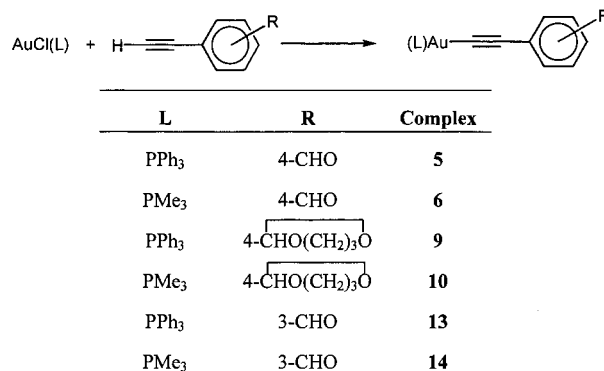 AuCl(L) + H R (L)Au R
L R Complex
PPh₃ 4-CHO 5
PMe₃ 4-CHO 6
PPh₃ 4-CHO(CH₂)₃O 9
PMe₃ 4-CHO(CH₂)₃O 10
PPh₃ 3-CHO 13
PMe₃ 3-CHO 14